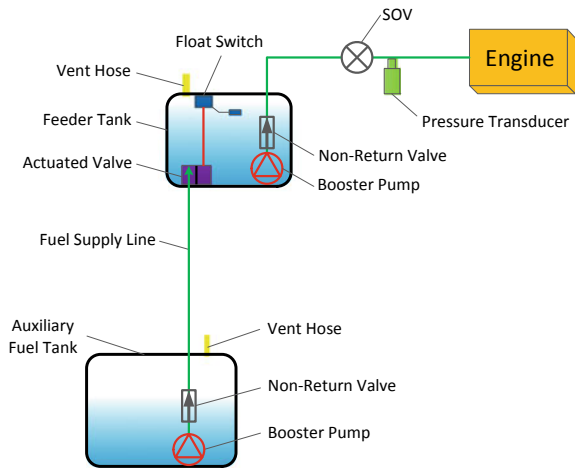 SOV
Float Switch
Vent Hose
Engine
Feeder Tank
Pressure Transducer
Non-Return Valve
Actuated Valve
Booster Pump
Fuel Supply Line
Auxiliary
Fuel Tank
Vent Hose
Non-Return Valve
Booster Pump